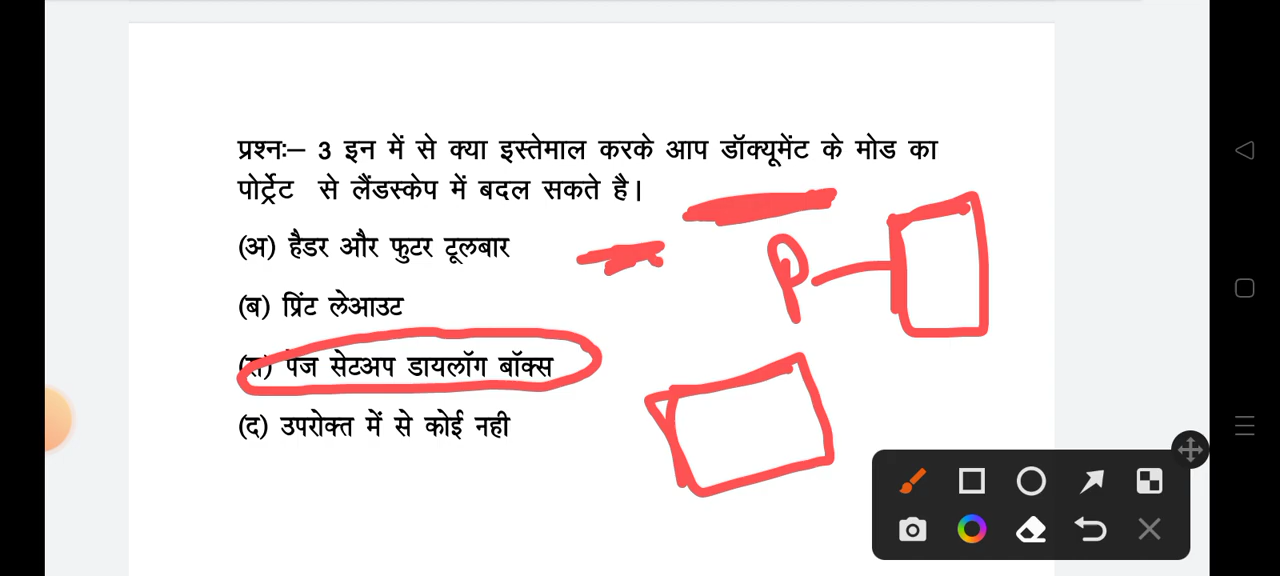 प्रश्नः– 3 इन में से क्या इस्तेमाल करके आप डॉक्यूमेंट के मोड का
पोर्ट्रेट से लैंडस्केप में बदल सकते है।
(अ) हैडर और फुटर टूलबार
(ब) प्रिंट लेआउट
(स) पेज सेटअप डायलॉग बॉक्स
(द) उपरोक्त में से कोई नही
P